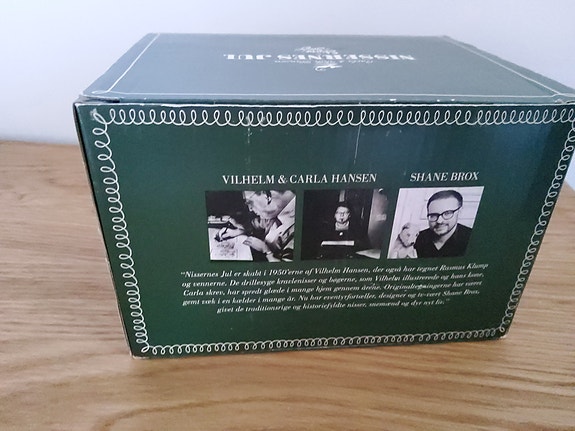 NISSERNES JUL
VILHELM & CARLA HANSEN
SHANE BROX
"Nissernes Jul er skabt i 1950'erne af Vilhelm Hansen, der også har tegnet Rasmus Klump
og vennerne. De drillesyge kravlenisser og bøgerne, som Vilhelm illustrerede og hans kone,
Carla skrev, har spredt glæde i mange hjem gennem årene. Originaltegningerne har været
gemt væk i en kælder i mange år. Nu har eventyrfortæller, designer og tv-vært Shane Brox,
givet de traditionsrige og historiefyldte nisser, snemænd og dyr nyt liv."